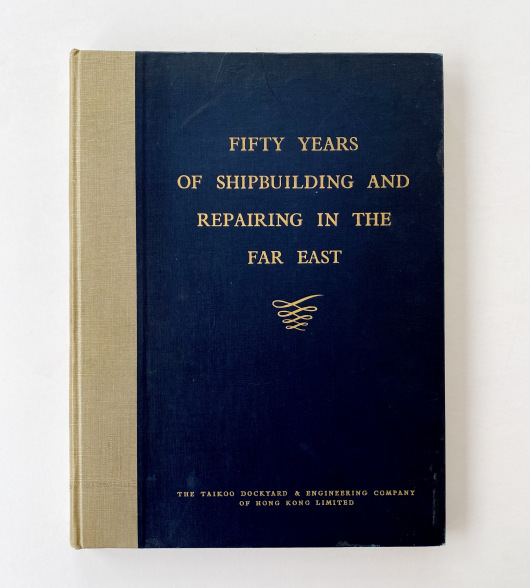 FIFTY YEARS
OF SHIPBUILDING AND
REPAIRING IN THE
FAR EAST
THE TAIKOO DOCKYARD & ENGINEERING COMPANY
OF HONG KONG LIMITED